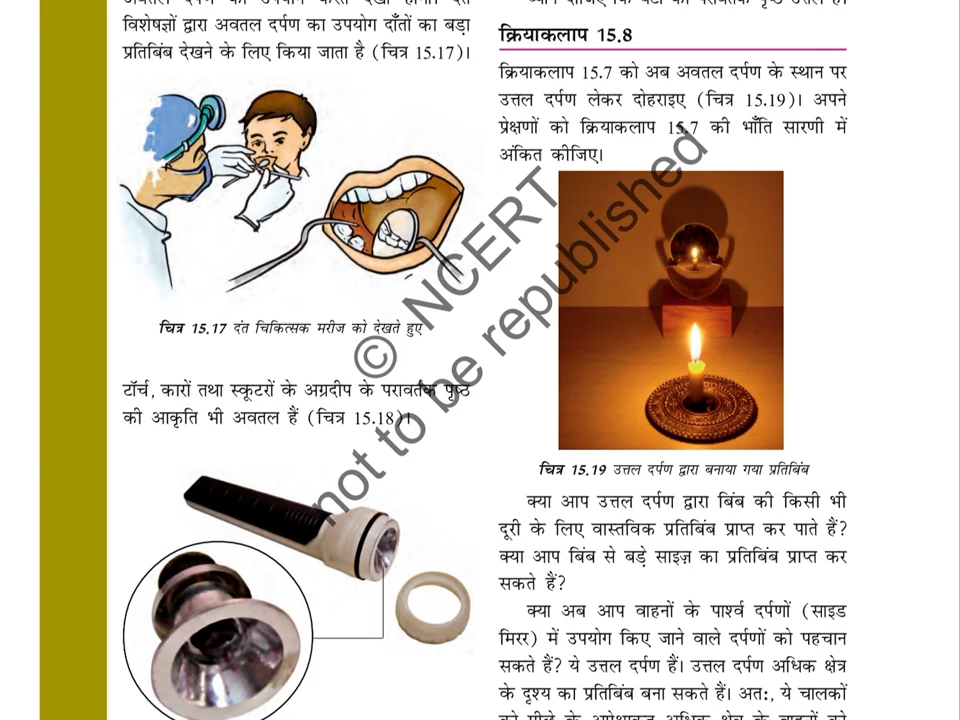 विशेषज्ञों द्वारा अवतल दर्पण का उपयोग दाँतों का बड़ा
प्रतिबिंब देखने के लिए किया जाता है (चित्र 15.17)।
चित्र 15.17 दंत चिकित्सक मरीज को देखते हुए
टॉर्च, कारों तथा स्कूटरों के अग्रदीप के परावर्तक पृष्ठ
की आकृति भी अवतल हैं (चित्र 15.18)।
क्रियाकलाप 15.8
क्रियाकलाप 15.7 को अब अवतल दर्पण के स्थान पर
उत्तल दर्पण लेकर दोहराइए (चित्र 15.19)। अपने
प्रेक्षणों को क्रियाकलाप 15.7 की भाँति सारणी में
अंकित कीजिए।
चित्र 15.19 उत्तल दर्पण द्वारा बनाया गया प्रतिबिंब
क्या आप उत्तल दर्पण द्वारा बिंब की किसी भी
दूरी के लिए वास्तविक प्रतिबिंब प्राप्त कर पाते हैं?
क्या आप बिंब से बड़े साइज़ का प्रतिबिंब प्राप्त कर
सकते हैं?
क्या अब आप वाहनों के पार्श्व दर्पणों (साइड
मिरर) में उपयोग किए जाने वाले दर्पणों को पहचान
सकते हैं? ये उत्तल दर्पण हैं। उत्तल दर्पण अधिक क्षेत्र
के दृश्य का प्रतिबिंब बना सकते हैं। अत:, ये चालकों
© NCERT
not to be republished